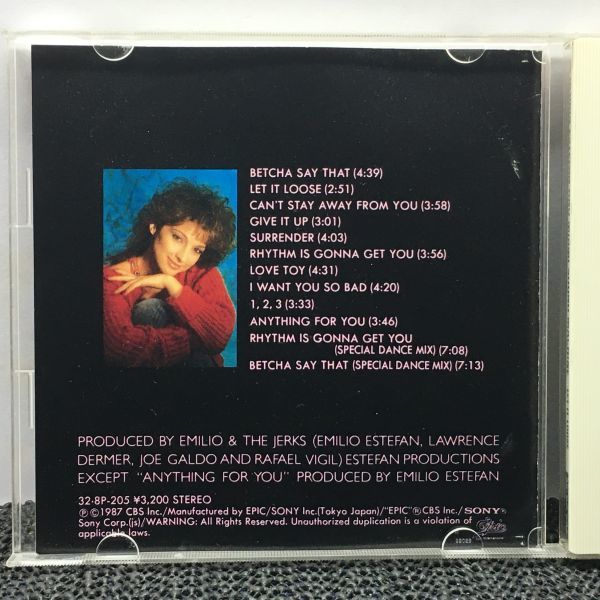 BETCHA SAY THAT (4:39)
LET IT LOOSE (2:51)
CAN'T STAY AWAY FROM YOU (3:58)
GIVE IT UP (3:01)
SURRENDER (4:03)
RHYTHM IS GONNA GET YOU (3:56)
LOVE TOY (4:31)
I WANT YOU SO BAD (4:20)
1, 2, 3 (3:33)
ANYTHING FOR YOU (3:46)
RHYTHM IS GONNA GET YOU
(SPECIAL DANCE MIX) (7:08)
BETCHA SAY THAT (SPECIAL DANCE MIX) (7:13)
PRODUCED BY EMILIO & THE JERKS (EMILIO ESTEFAN, LAWRENCE
DERMER, JOE GALDO AND RAFAEL VIGIL) ESTEFAN PRODUCTIONS
EXCEPT "ANYTHING FOR YOU" PRODUCED BY EMILIO ESTEFAN
32·8P-205 ¥3,200 STEREO
Ⓟ©1987 CBS Inc./Manufactured by EPIC/SONY Inc.(Tokyo Japan)/"EPIC"® CBS Inc./SONY®
Sony Corp.(js)/WARNING: All Rights Reserved. Unauthorized duplication is a violation of
applicable laws.